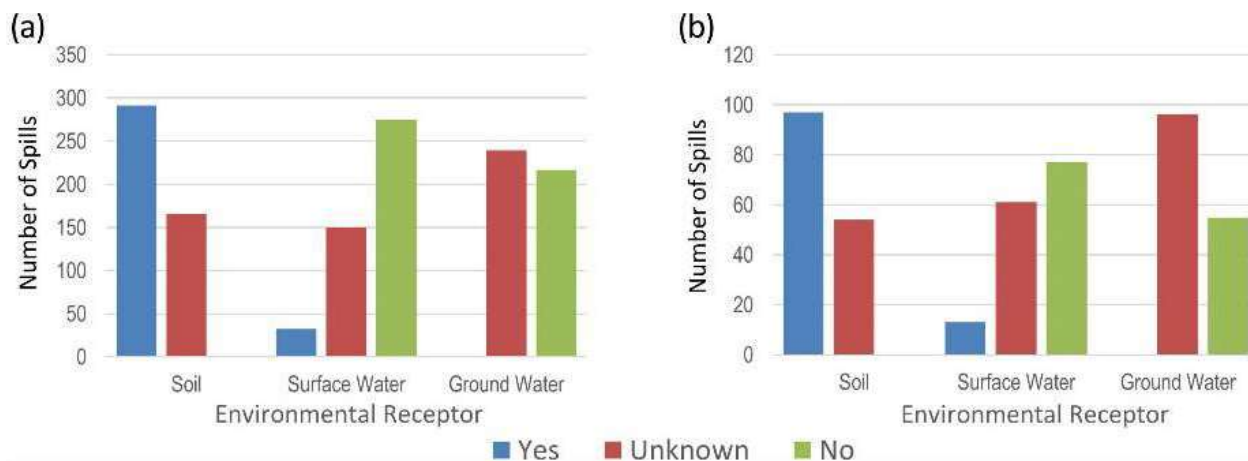 (a)
Number of Spills
350
300
250
200
150
100
50
0
Soil Surface Water Ground Water
Environmental Receptor
(b)
Number of Spills
120
100
80
60
40
20
0
Soil Surface Water Ground Water
Environmental Receptor
Yes Unknown No